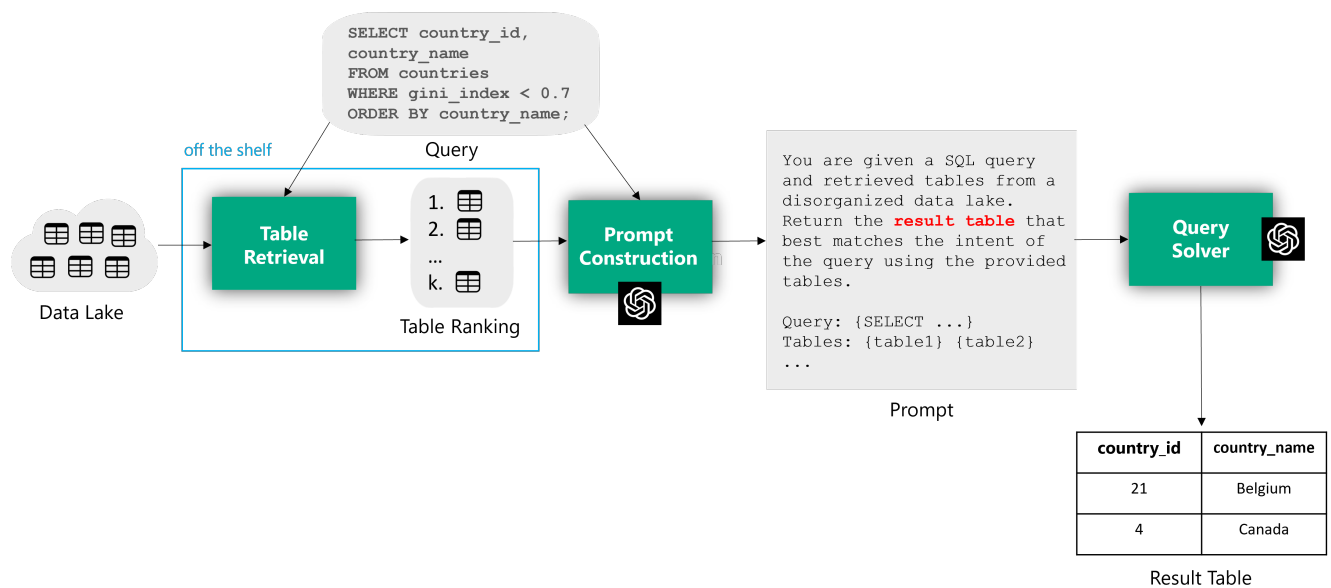 SELECT country_id,
country_name
FROM countries
WHERE gini_index < 0.7
ORDER BY country_name;
Query
off the shelf
Data Lake
Table
Retrieval
1.
2.
...
k.
Table Ranking
Prompt
Construction
You are given a SQL query
and retrieved tables from a
disorganized data lake.
Return the result table that
best matches the intent of
the query using the provided
tables.
Query: {SELECT ...}
Tables: {table1} {table2}
...
Prompt
Query
Solver
country_id country_name
21 Belgium
4 Canada
Result Table